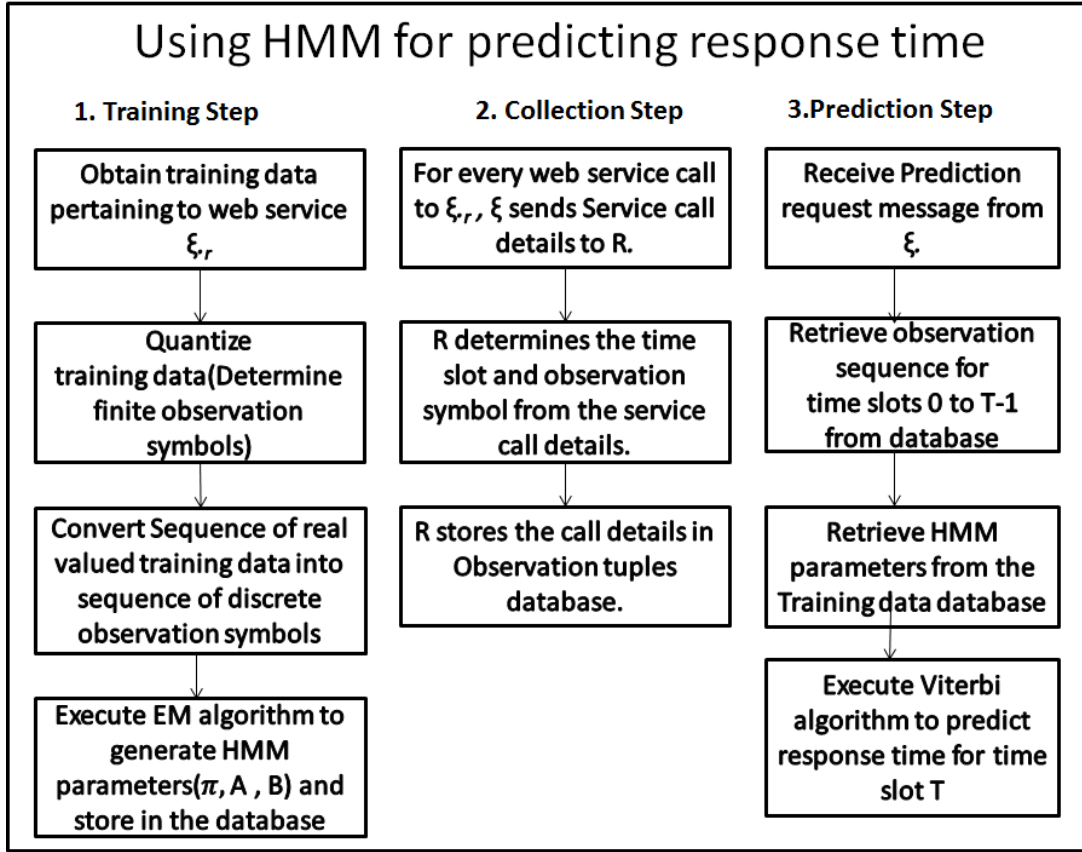 Using HMM for predicting response time
1. Training Step
Obtain training data
pertaining to web service
ξ.r
Quantize
training data(Determine
finite observation
symbols)
Convert Sequence of real
valued training data into
sequence of discrete
observation symbols
Execute EM algorithm to
generate HMM
parameters(π, A , B) and
store in the database
2. Collection Step
For every web service call
to ξ.r , ξ sends Service call
details to R.
R determines the time
slot and observation
symbol from the service
call details.
R stores the call details in
Observation tuples
database.
3.Prediction Step
Receive Prediction
request message from
ξ.
Retrieve observation
sequence for
time slots 0 to T-1
from database
Retrieve HMM
parameters from the
Training data database
Execute Viterbi
algorithm to predict
response time for time
slot T